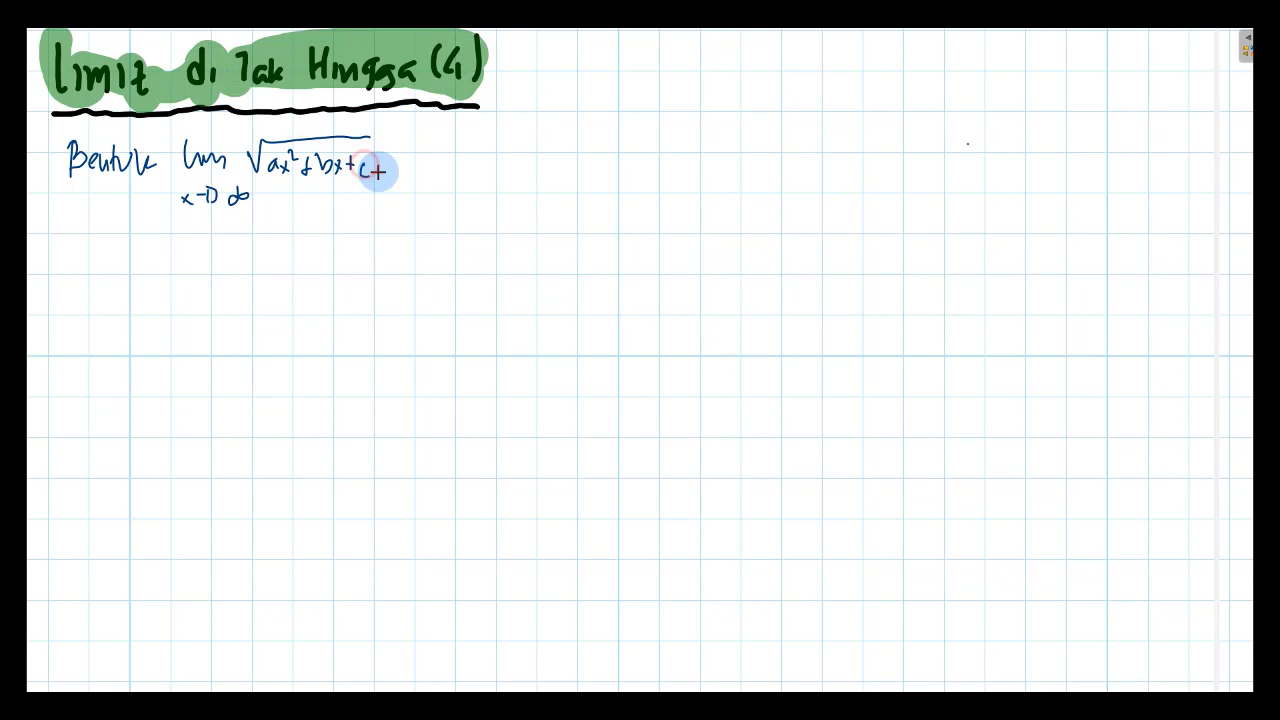 Limit di Tak Hingga (4)
Bentuk lim √ax²+bx+c
x→∞